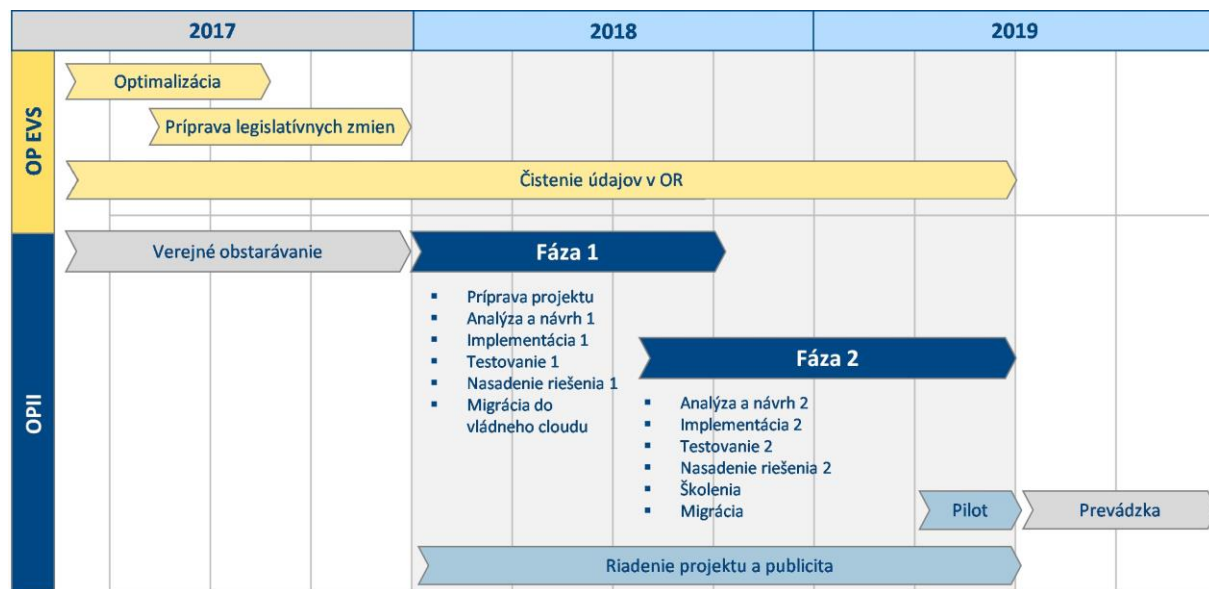 2017
2018
2019
OP EVS
Optimalizácia
Príprava legislatívnych zmien
Čistenie údajov v OR
OPII
Verejné obstarávanie
Fáza 1
▪ Príprava projektu
▪ Analýza a návrh 1
▪ Implementácia 1
▪ Testovanie 1
▪ Nasadenie riešenia 1
▪ Migrácia do
vládneho cloudu
Fáza 2
▪ Analýza a návrh 2
▪ Implementácia 2
▪ Testovanie 2
▪ Nasadenie riešenia 2
▪ Školenia
▪ Migrácia
Pilot
Prevádzka
Riadenie projektu a publicita